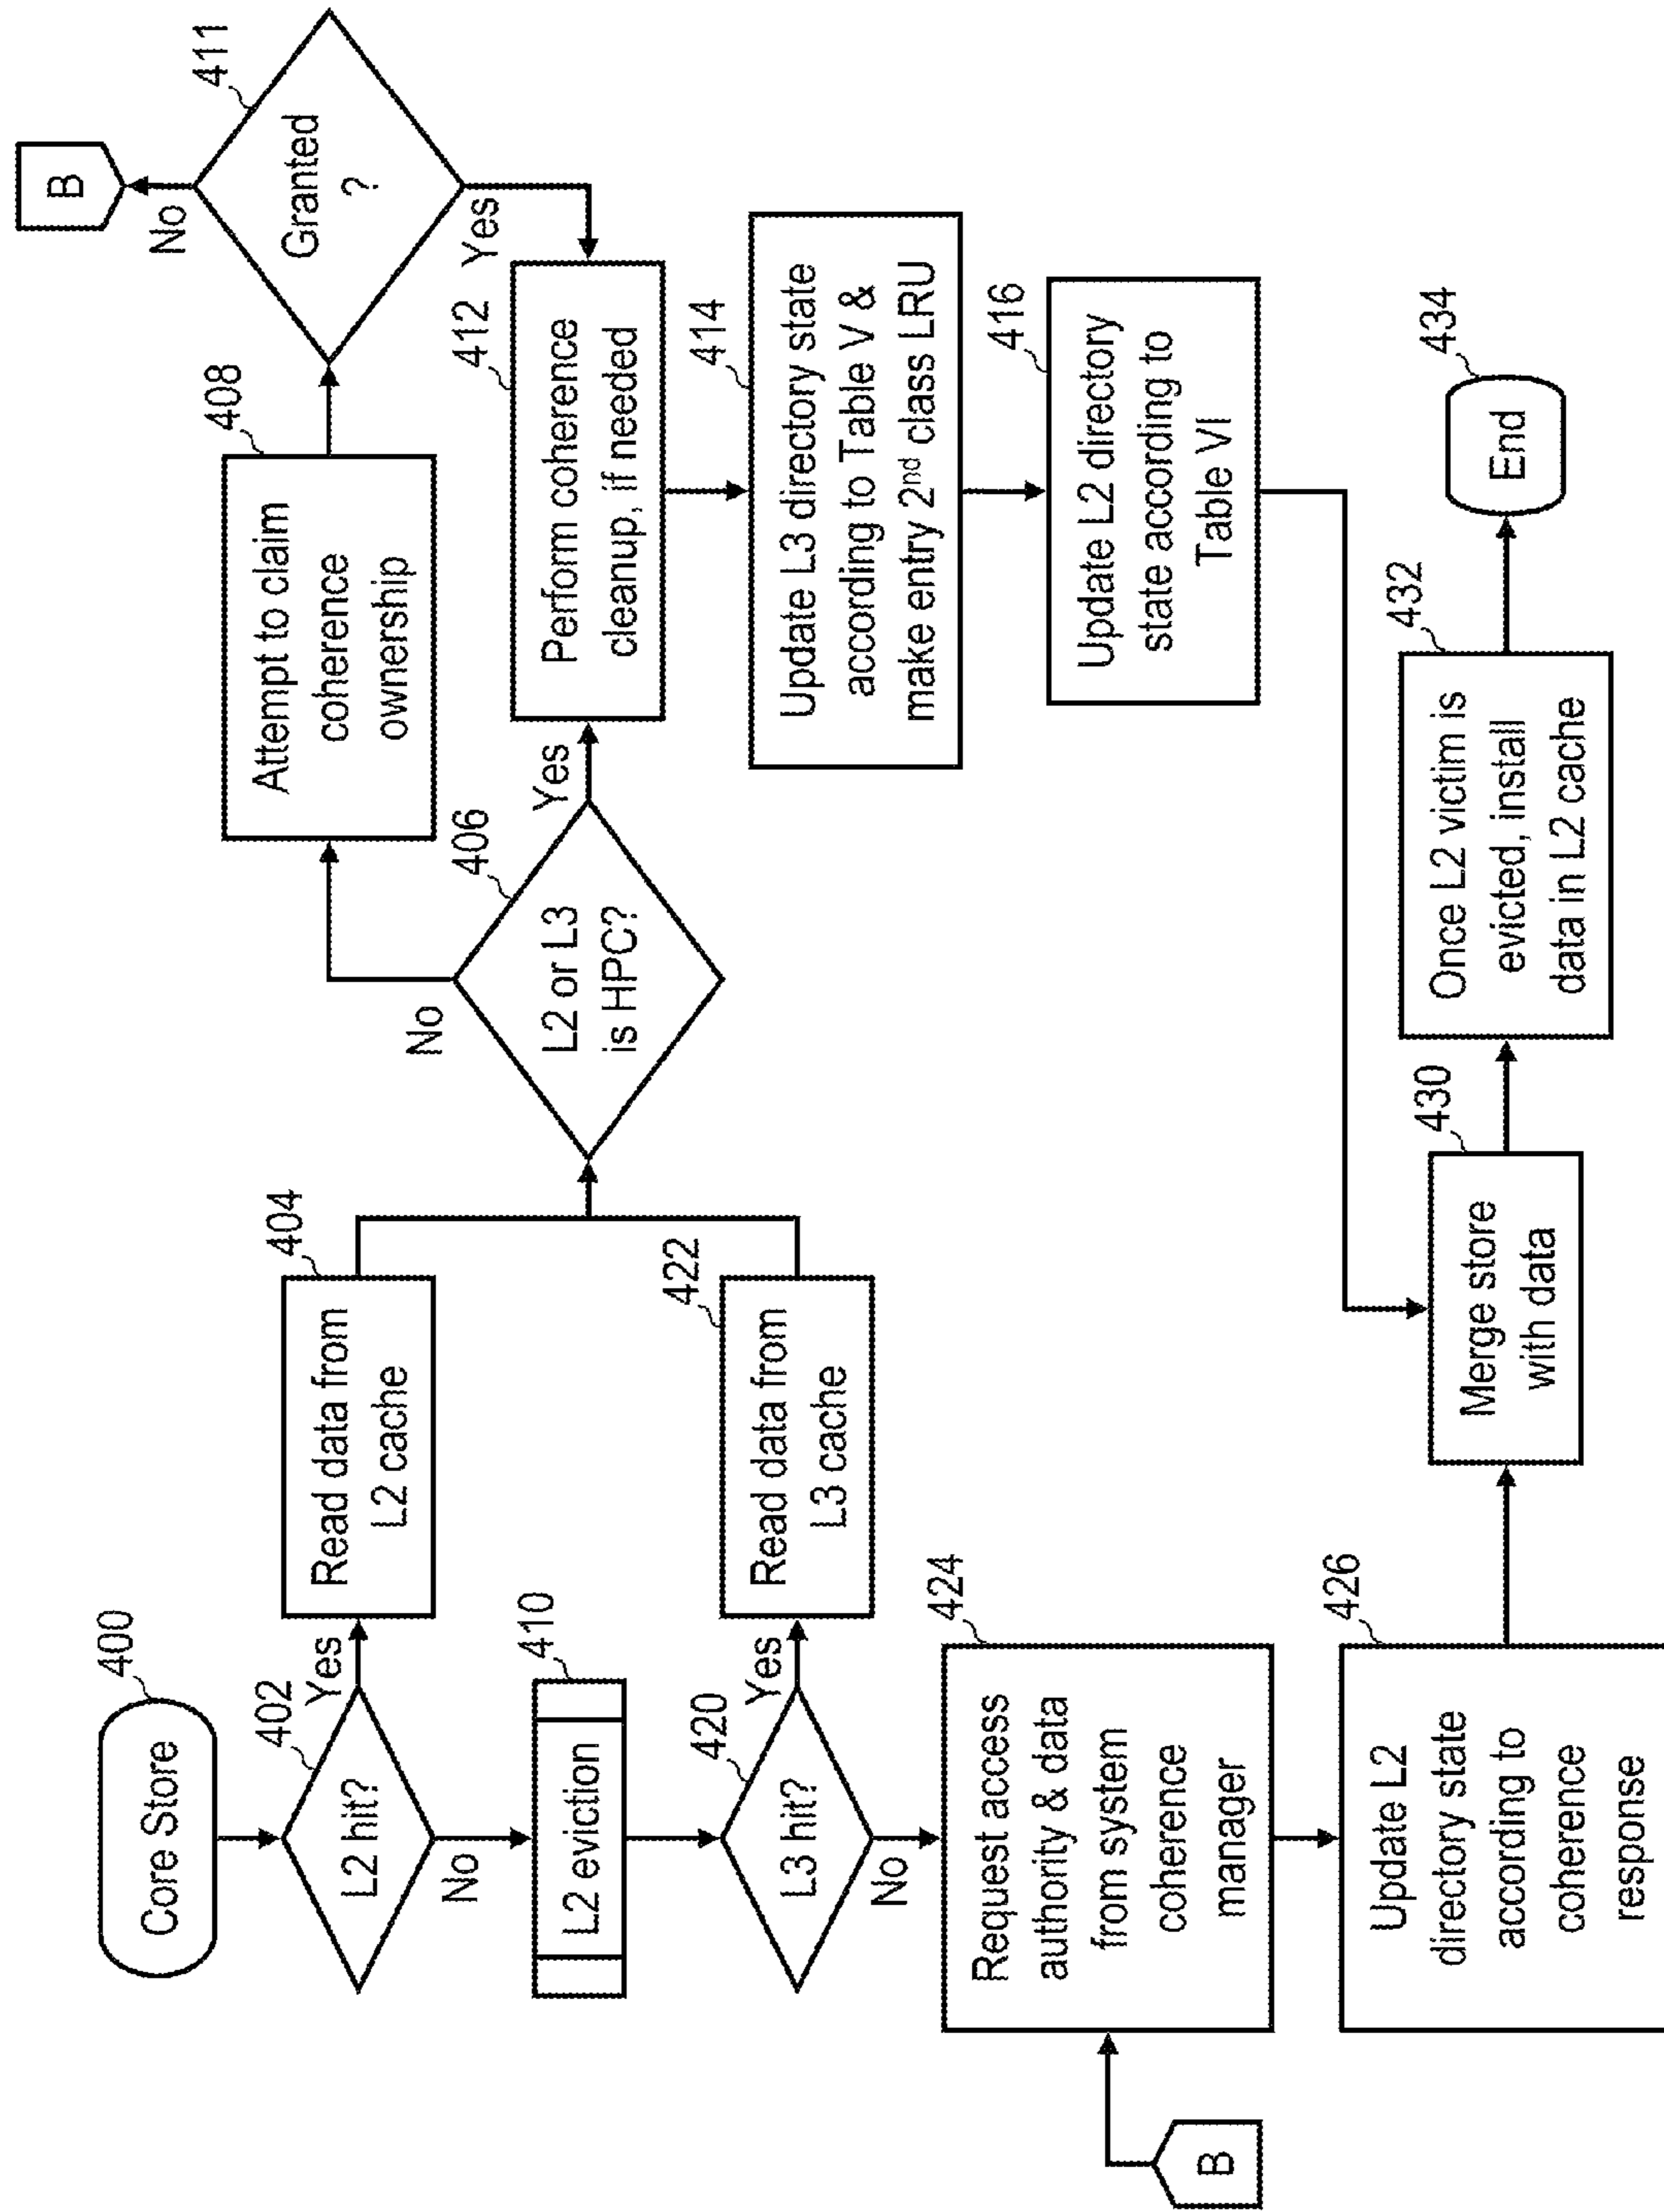 400
Core Store
402
L2 hit?
Yes
No
404
Read data from
L2 cache
410
L2 eviction
420
L3 hit?
Yes
No
422
Read data from
L3 cache
406
L2 or L3
is HPC?
No
Yes
408
Attempt to claim
coherence
ownership
411
Granted
?
No
Yes
B
412
Perform coherence
cleanup, if needed
414
Update L3 directory state
according to Table V &
make entry 2nd class LRU
416
Update L2 directory
state according to
Table VI
B
424
Request access
authority & data
from system
coherence
manager
426
Update L2
directory state
according to
coherence
response
430
Merge store
with data
432
Once L2 victim is
evicted, install
data in L2 cache
434
End